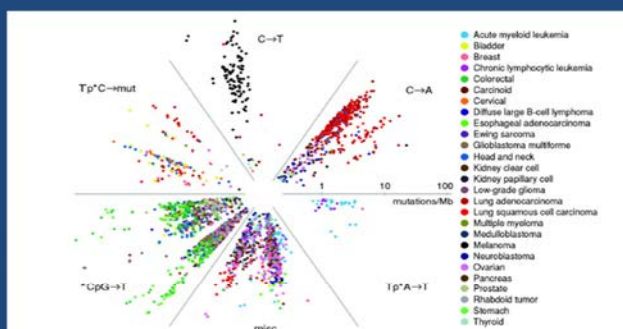 C→T
Tp*C→mut
C→A
1
10
100
mutations/Mb
*CpG→T
Tp*A→T
misc
Acute myeloid leukemia
Bladder
Breast
Chronic lymphocytic leukemia
Colorectal
Carcinoid
Cervical
Diffuse large B-cell lymphoma
Esophageal adenocarcinoma
Ewing sarcoma
Glioblastoma multiforme
Head and neck
Kidney clear cell
Kidney papillary cell
Low-grade glioma
Lung adenocarcinoma
Lung squamous cell carcinoma
Multiple myeloma
Medulloblastoma
Melanoma
Neuroblastoma
Ovarian
Pancreas
Prostate
Rhabdoid tumor
Stomach
Thyroid